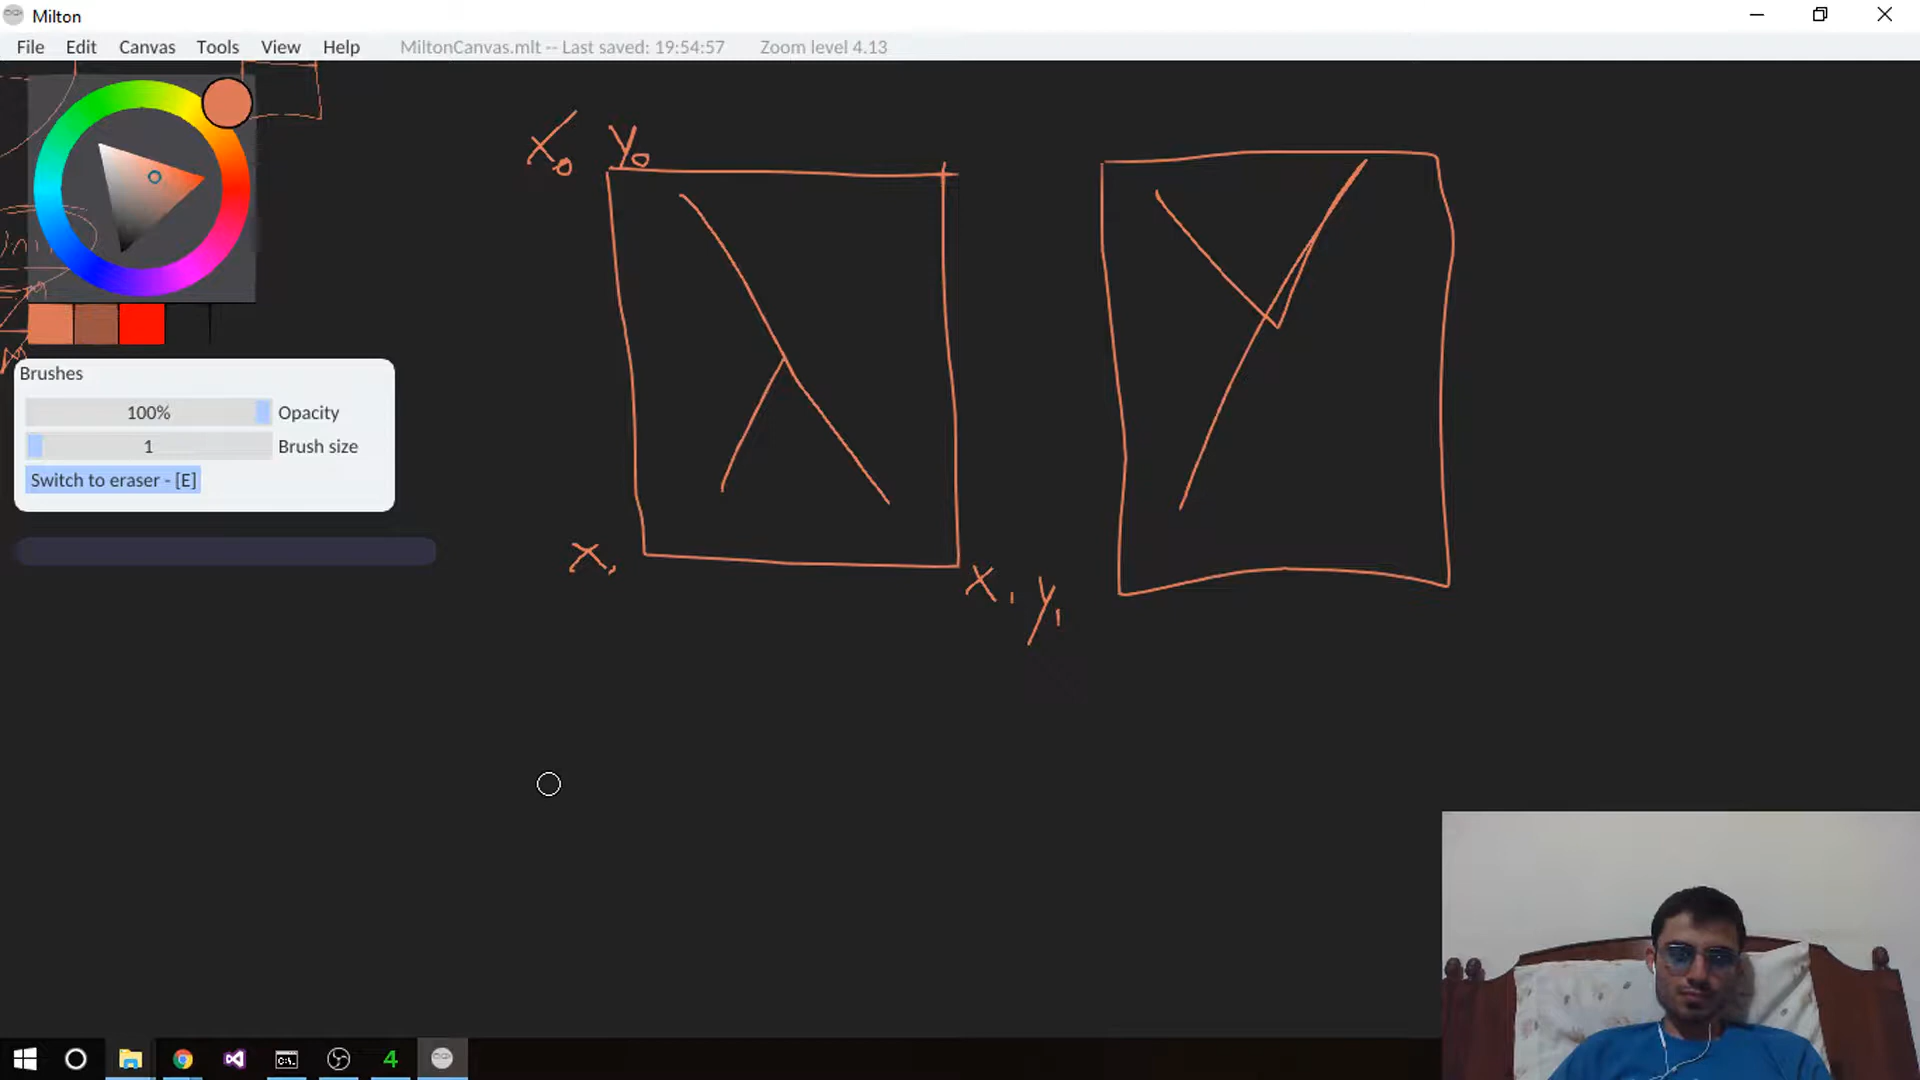 Milton
File Edit Canvas Tools View Help MiltonCanvas.mlt -- Last saved: 19:54:57 Zoom level 4.13
x₀ y₀
Brushes
100% Opacity
1 Brush size
Switch to eraser - [E]
x,
x₁ y₁
4